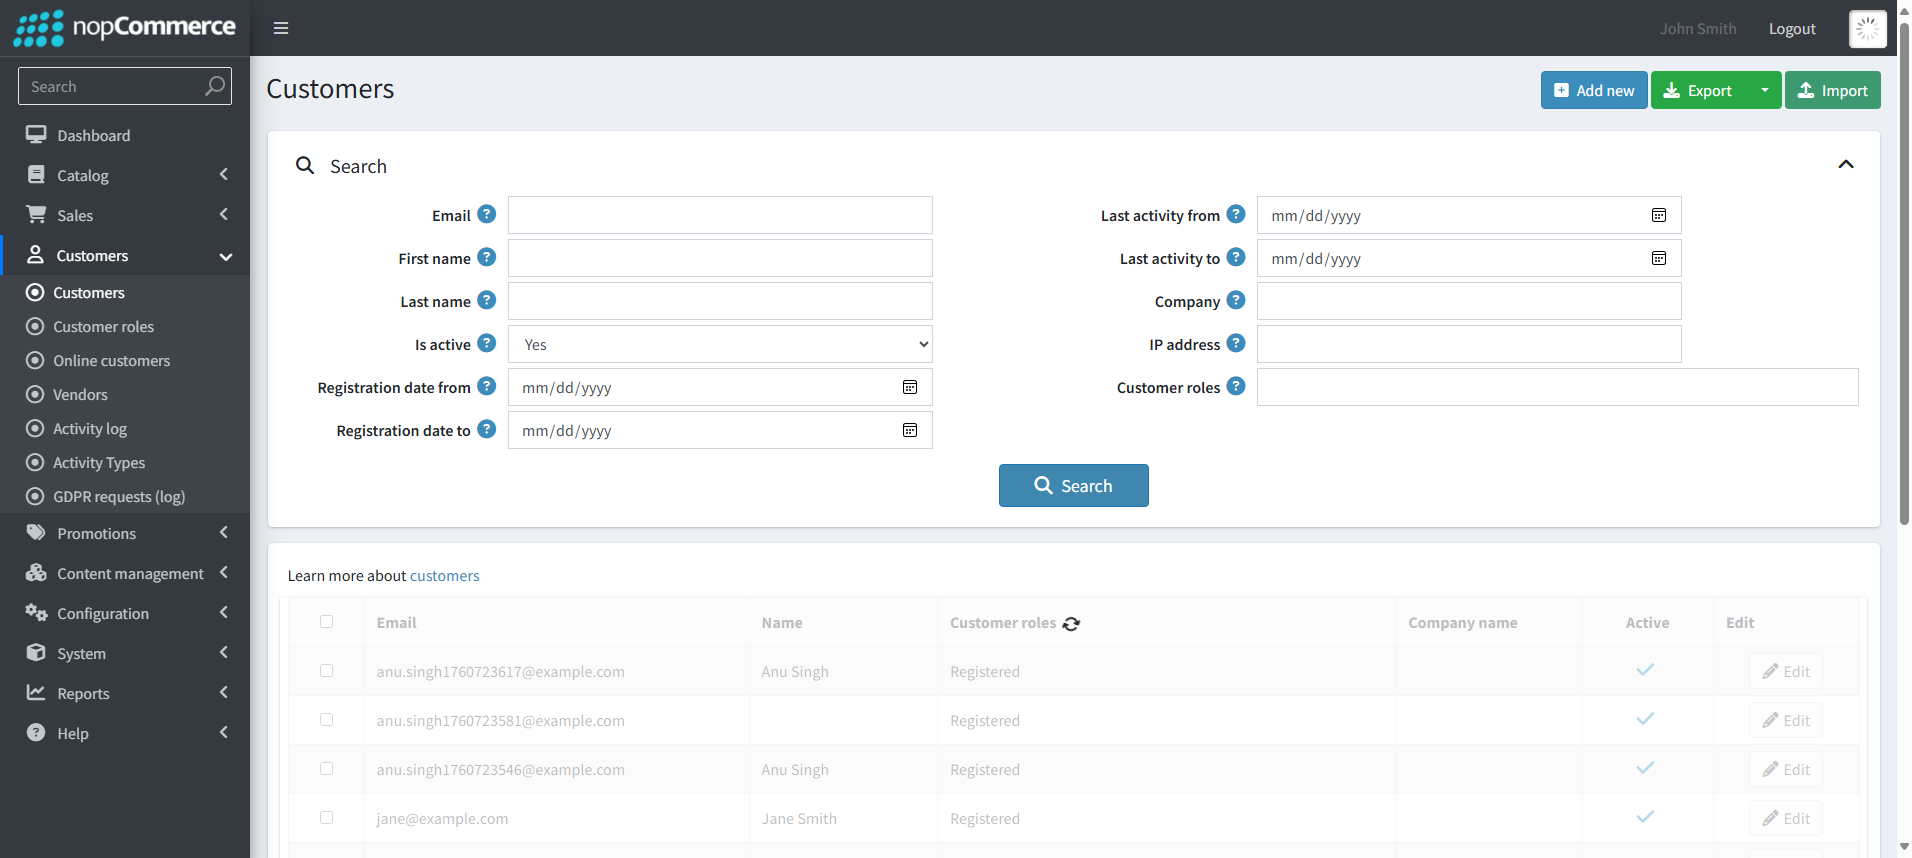 nopCommerce
John Smith
Logout
Search
Dashboard
Catalog
Sales
Customers
Customers
Customer roles
Online customers
Vendors
Activity log
Activity Types
GDPR requests (log)
Promotions
Content management
Configuration
System
Reports
Help
Customers
Add new
Export
Import
Search
Email
First name
Last name
Is active
Yes
Registration date from
mm/dd/yyyy
Registration date to
mm/dd/yyyy
Last activity from
mm/dd/yyyy
Last activity to
mm/dd/yyyy
Company
IP address
Customer roles
Search
Learn more about customers
Email Name Customer roles Company name Active Edit
anu.singh1760723617@example.com Anu Singh Registered Edit
anu.singh1760723581@example.com Registered Edit
anu.singh1760723546@example.com Anu Singh Registered Edit
jane@example.com Jane Smith Registered Edit